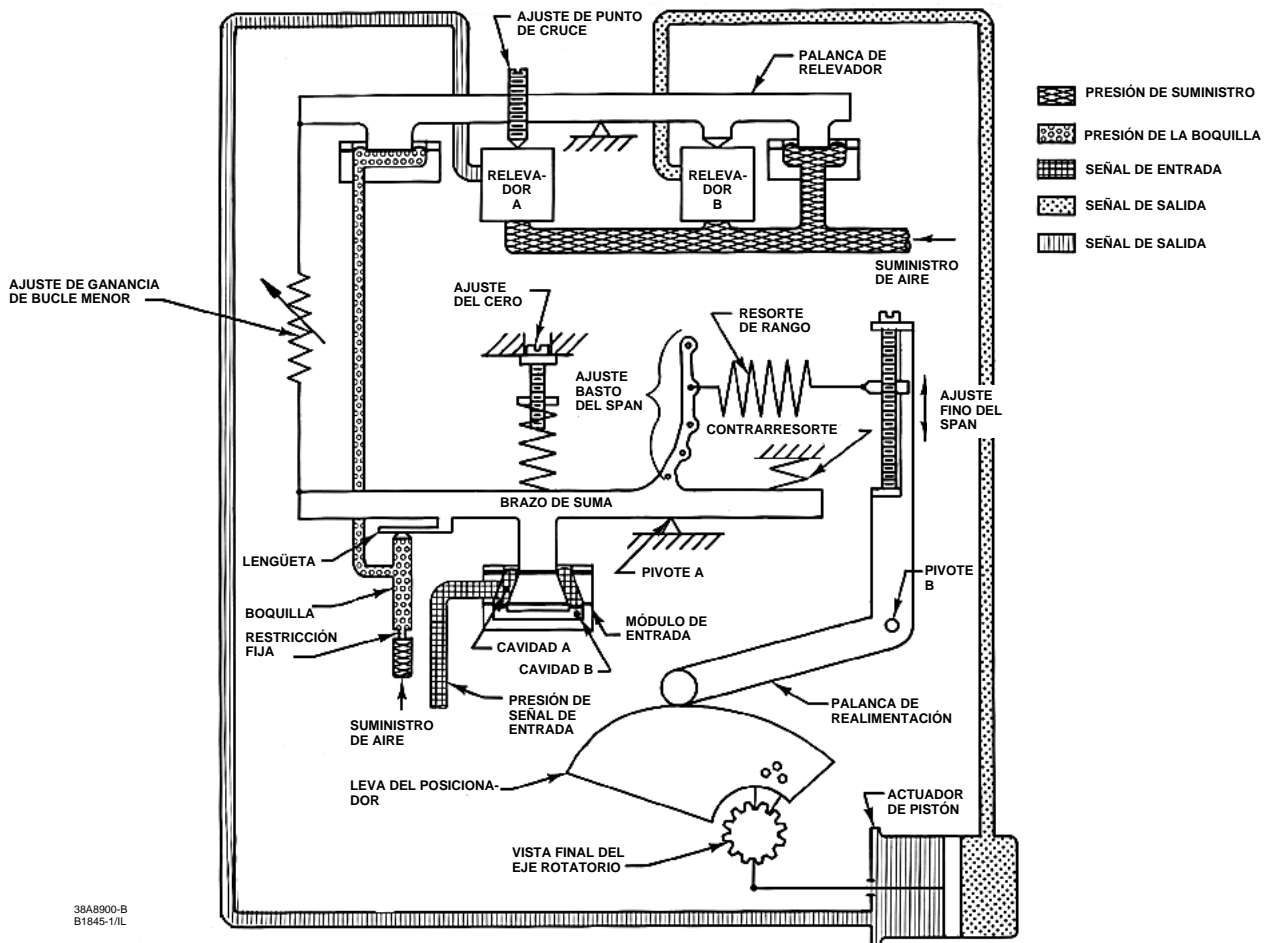 AJUSTE DE PUNTO
DE CRUCE
PALANCA DE
RELEVADOR
PRESIÓN DE SUMINISTRO
PRESIÓN DE LA BOQUILLA
SEÑAL DE ENTRADA
SEÑAL DE SALIDA
SEÑAL DE SALIDA
RELEVA-
DOR
A
RELEVA-
DOR
B
SUMINISTRO
DE AIRE
AJUSTE DE GANANCIA
DE BUCLE MENOR
AJUSTE
DEL CERO
RESORTE
DE RANGO
AJUSTE
BASTO
DEL SPAN
CONTRARRESORTE
AJUSTE
FINO DEL
SPAN
BRAZO DE SUMA
LENGÜETA
PIVOTE A
PIVOTE
B
BOQUILLA
MÓDULO DE
ENTRADA
RESTRICCIÓN
FIJA
CAVIDAD A
CAVIDAD B
SUMINISTRO
DE AIRE
PRESIÓN DE
SEÑAL DE
ENTRADA
PALANCA DE
REALIMENTACIÓN
LEVA DEL POSICIONA-
DOR
ACTUADOR
DE PISTÓN
VISTA FINAL DEL
EJE ROTATORIO
38A8900-B
B1845-1/IL